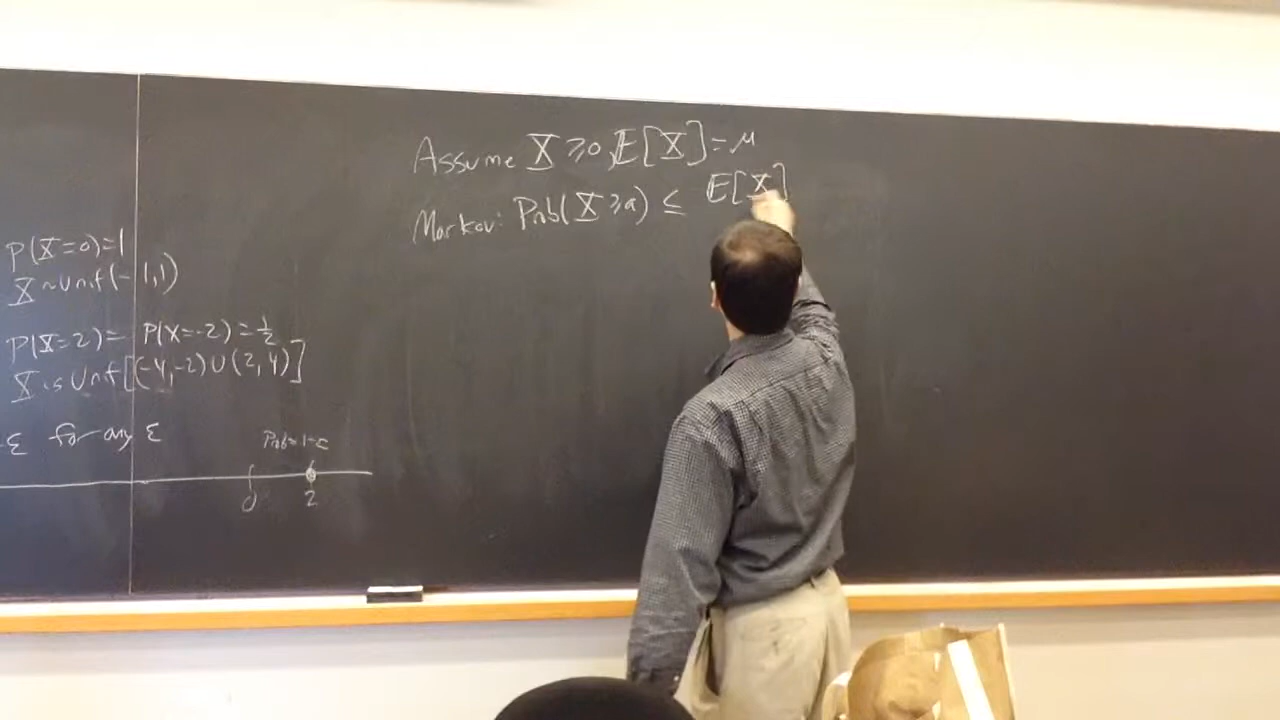 Assume X ≥ 0, E[X] = μ
Markov: Prob(X ≥ a) ≤ E[X]
P(X=0)=1
X ~ Unif(-1,1)
P(X=2) = P(X=-2) = 1/2
X is Unif[(-4,-2)∪(2,4)]
-ε for any ε
Prob=1-ε
0 2